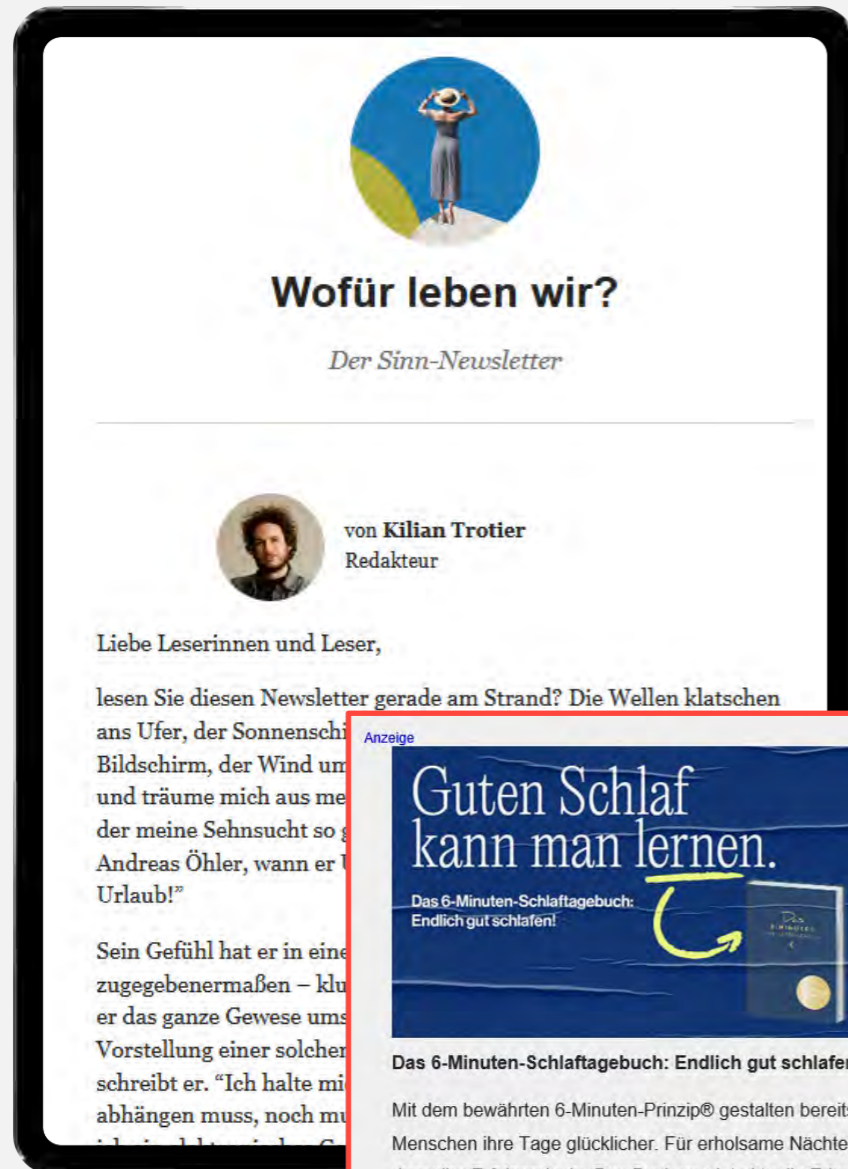 Wofür leben wir?
Der Sinn-Newsletter
von Kilian Trotier
Redakteur
Liebe Leserinnen und Leser,
lesen Sie diesen Newsletter gerade am Strand? Die Wellen klatschen
ans Ufer, der Sonnenschi
Bildschirm, der Wind um
und träume mich aus me
der meine Sehnsucht so g
Andreas Öhler, wann er U
Urlaub!”
Sein Gefühl hat er in eine
zugegebenermaßen – klu
er das ganze Gewese ums
Vorstellung einer solchen
schreibt er. “Ich halte mi
abhängen muss, noch mu
Anzeige
Guten Schlaf
kann man lernen.
Das 6-Minuten-Schlaftagebuch:
Endlich gut schlafen!
Das
Das 6-Minuten-Schlaftagebuch: Endlich gut schlafen
Mit dem bewährten 6-Minuten-Prinzip® gestalten bereits
Menschen ihre Tage glücklicher. Für erholsame Nächte